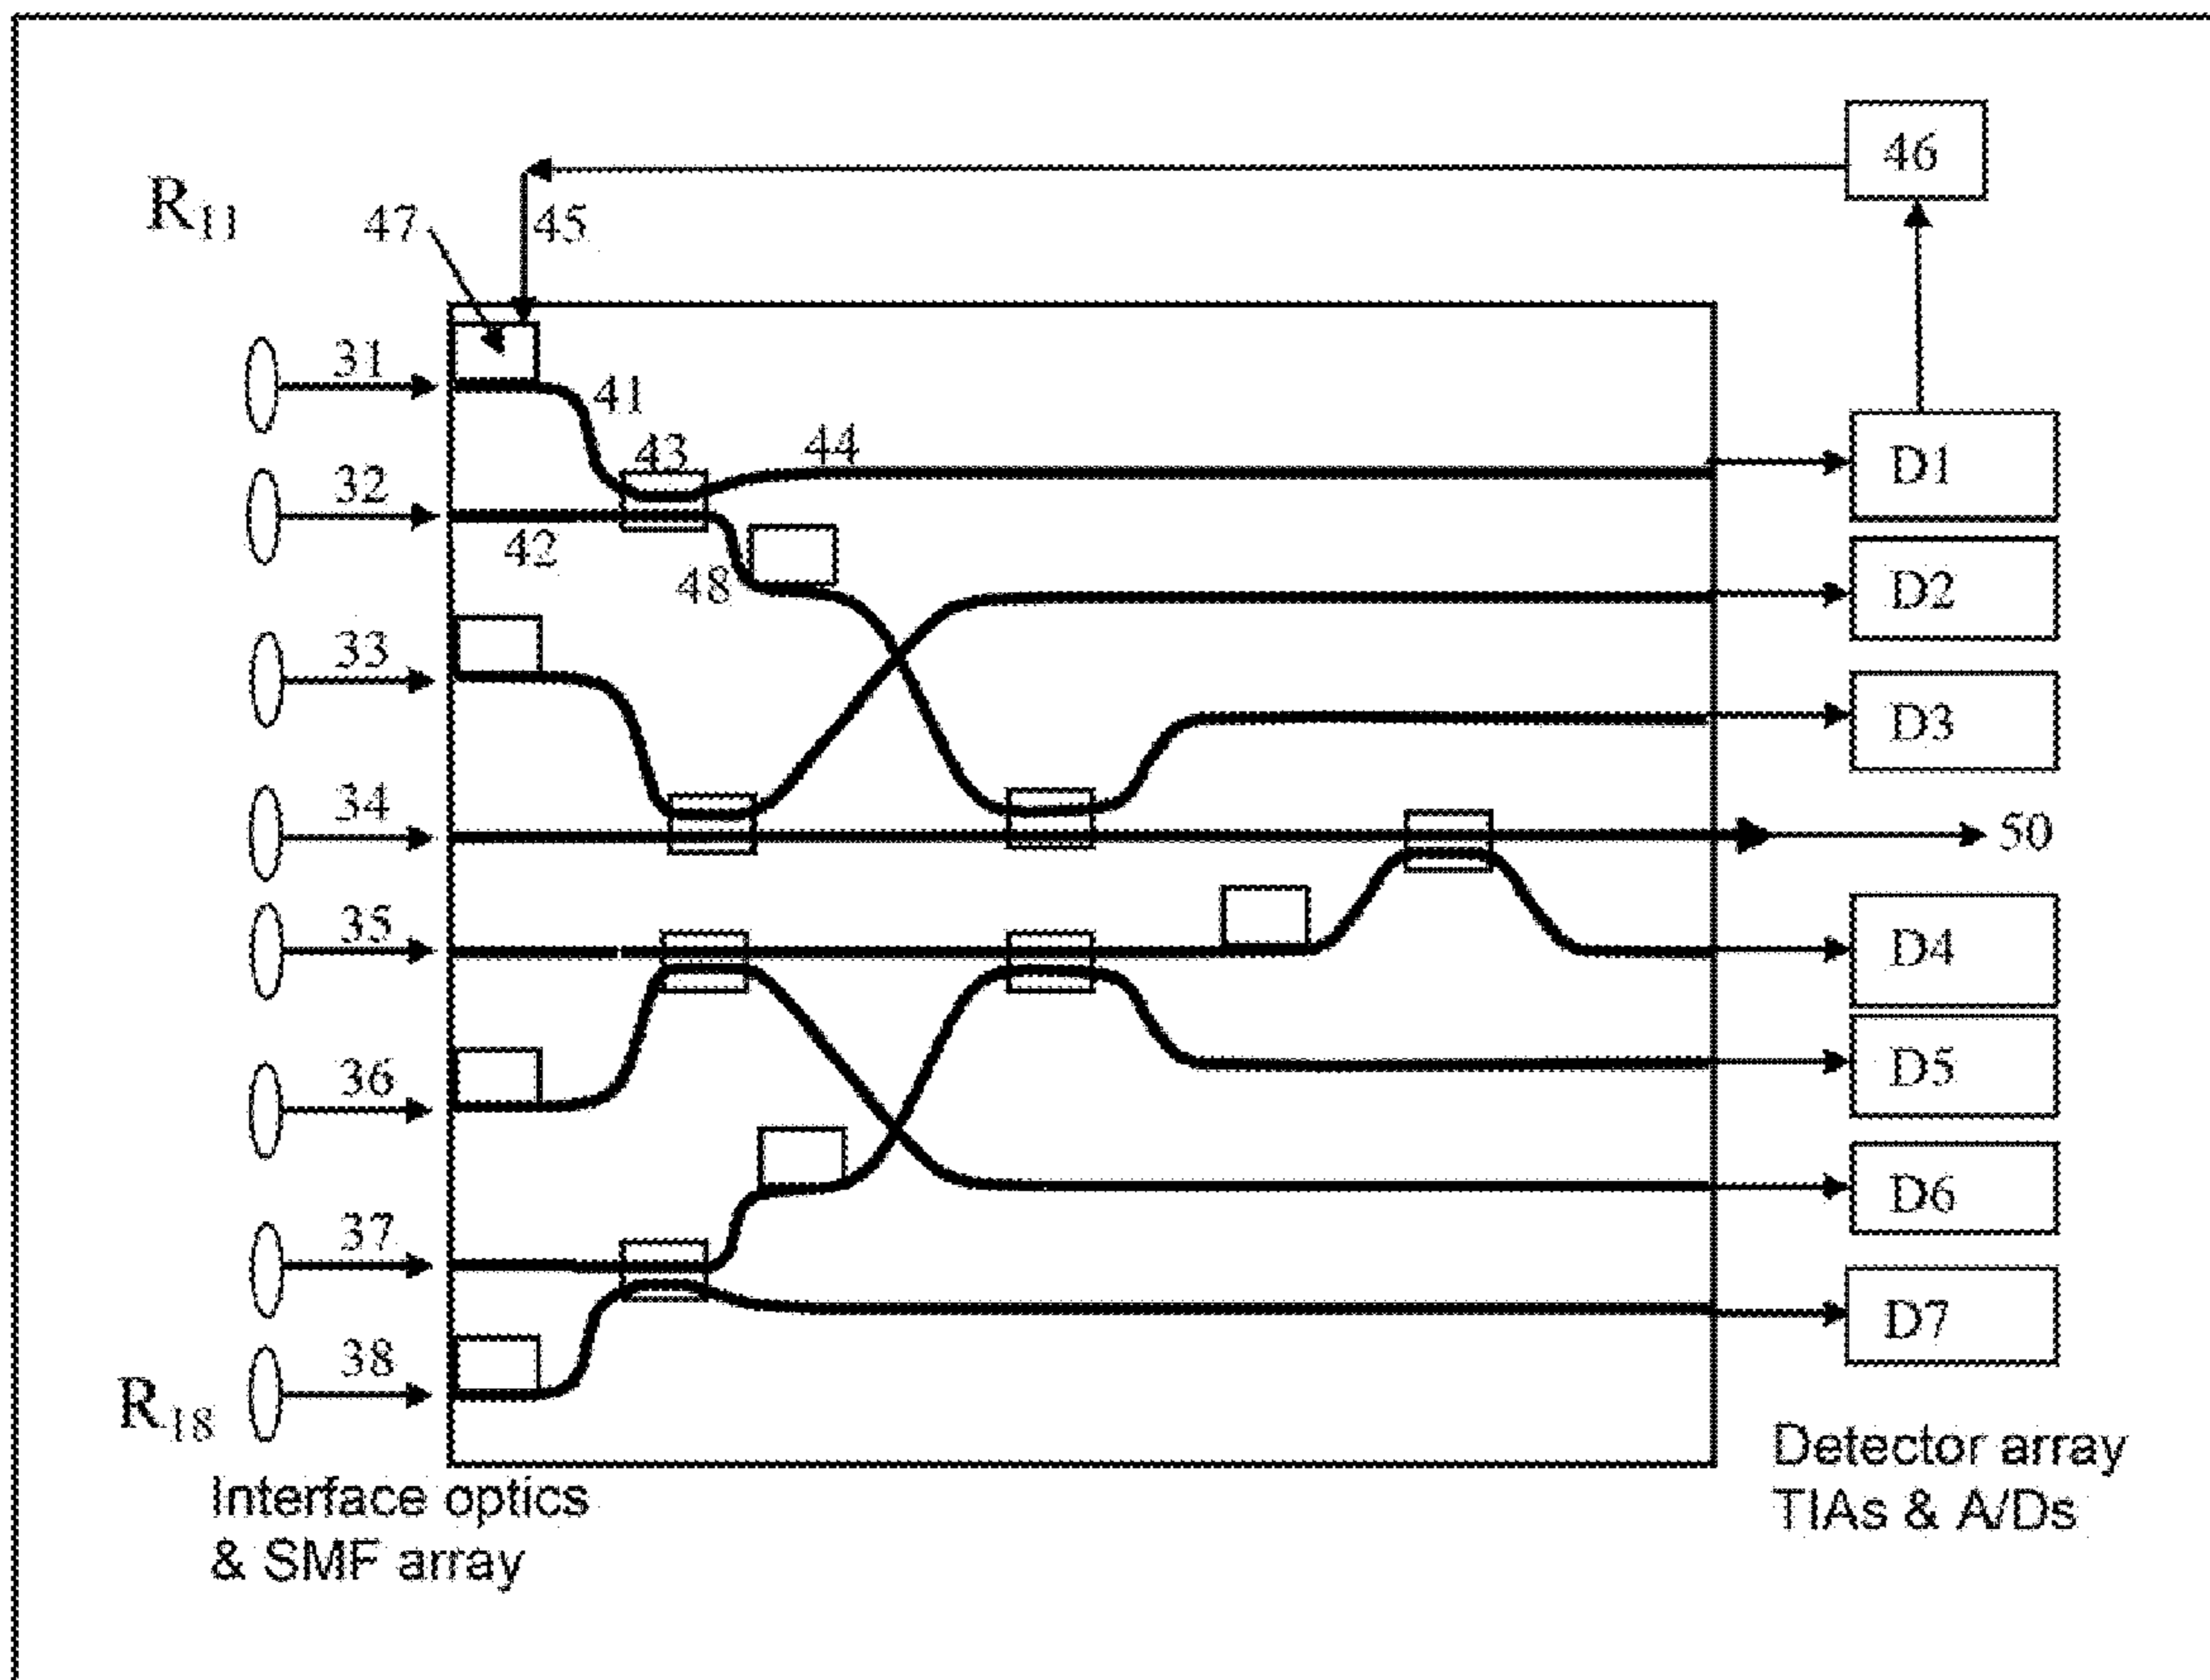 46
R11
47
45
31
41
43
44
D1
32
42
48
D2
33
D3
34
50
35
D4
36
D5
D6
37
D7
38
R18
Interface optics
& SMF array
Detector array
TIAs & A/Ds